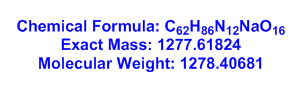 Chemical Formula: C₆₂H₈₆N₁₂NaO₁₆
Exact Mass: 1277.61824
Molecular Weight: 1278.40681